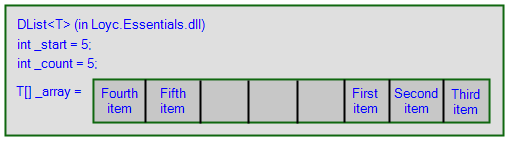 DList<T> (in Loyc.Essentials.dll)
int _start = 5;
int _count = 5;
T[] _array = Fourth item Fifth item First item Second item Third item